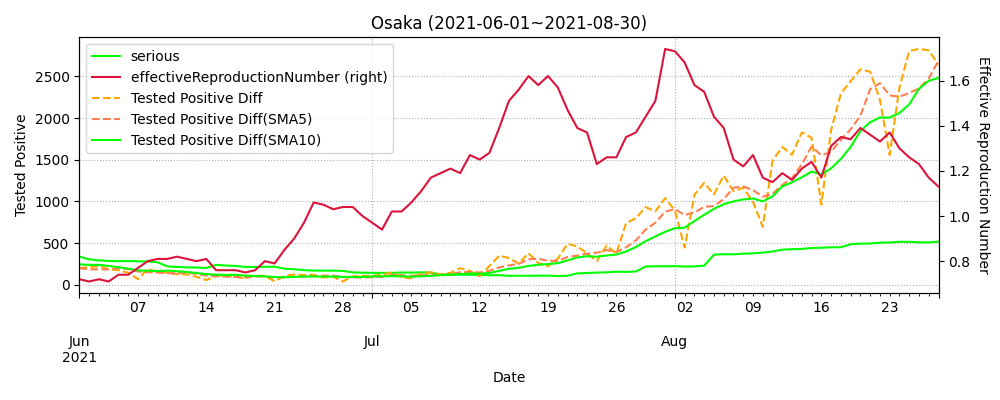 Osaka (2021-06-01~2021-08-30)
serious
effectiveReproductionNumber (right)
Tested Positive Diff
Tested Positive Diff(SMA5)
Tested Positive Diff(SMA10)
Tested Positive
2500
2000
1500
1000
500
0
1.6
1.4
1.2
1.0
0.8
Effective Reproduction Number
07 14 21 28 05 12 19 26 02 09 16 23
Jun Jul Aug
2021
Date